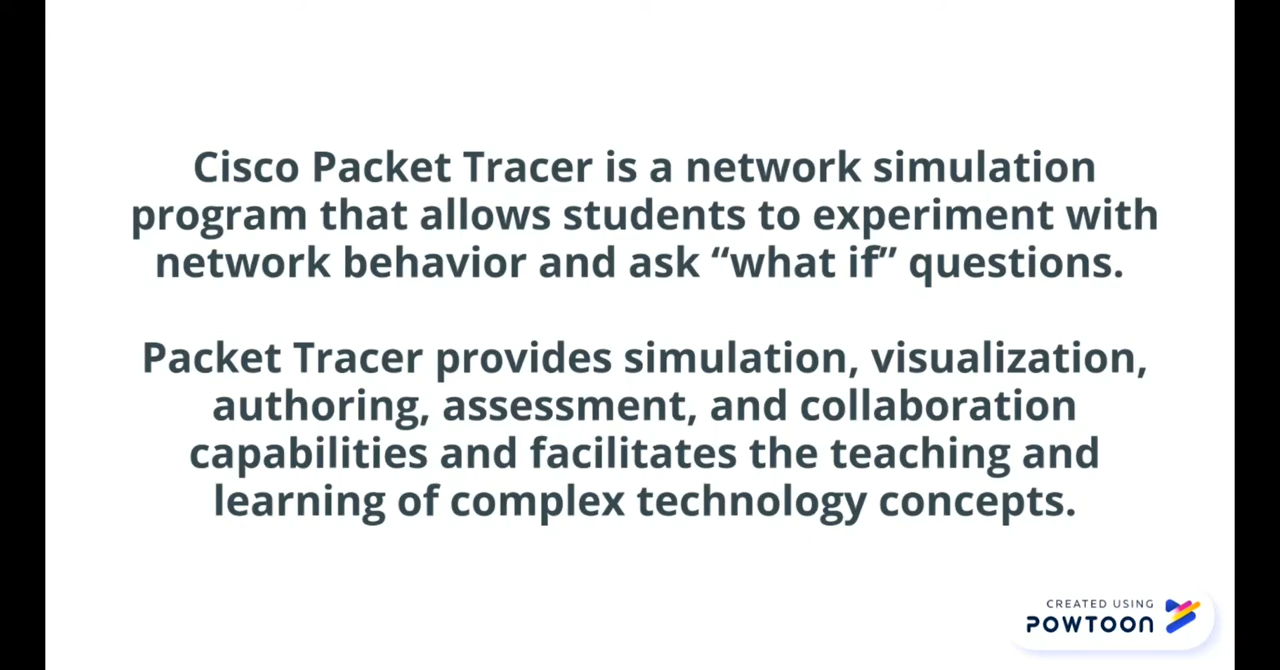 Cisco Packet Tracer is a network simulation
program that allows students to experiment with
network behavior and ask “what if” questions.
Packet Tracer provides simulation, visualization,
authoring, assessment, and collaboration
capabilities and facilitates the teaching and
learning of complex technology concepts.
CREATED USING
POWTOON